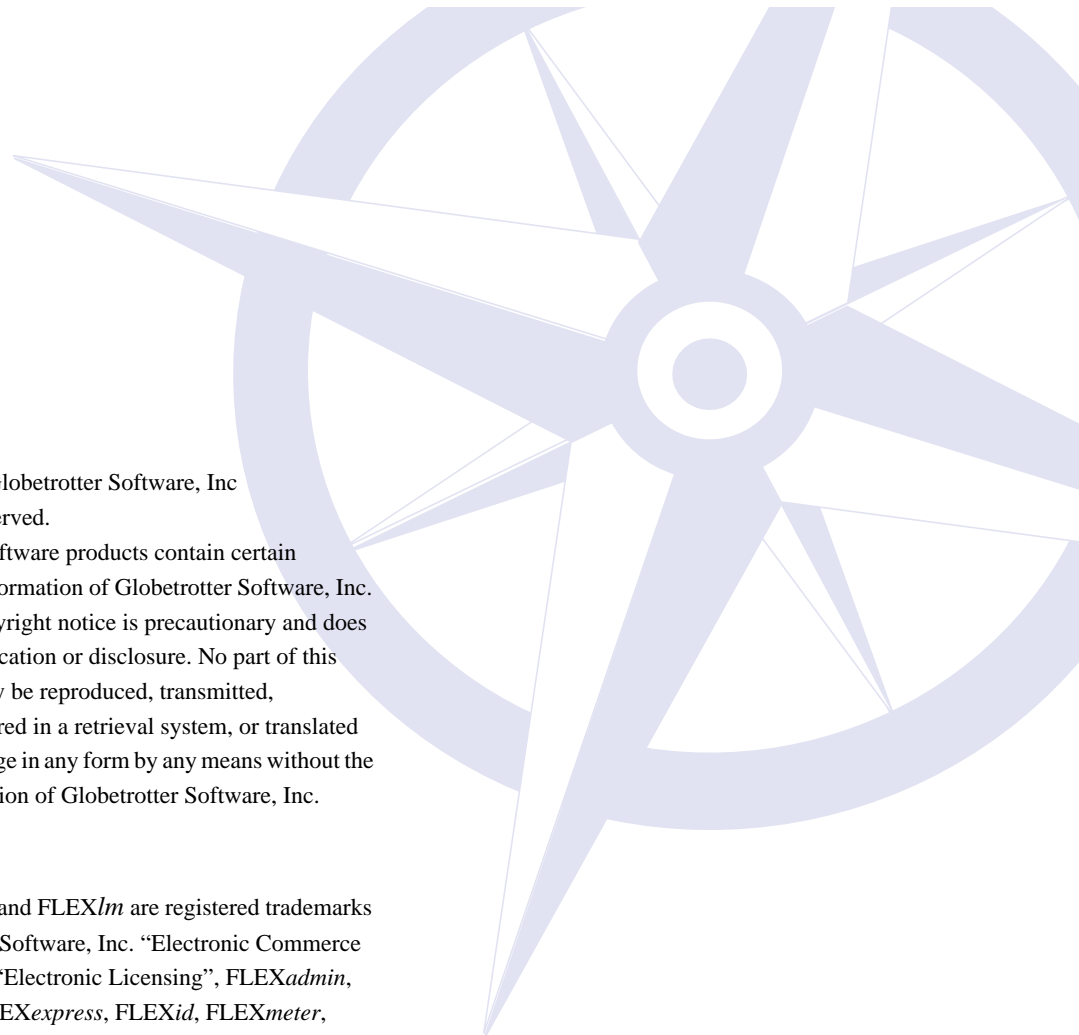 Globetrotter Software, Inc
erved.
ftware products contain certain
ormation of Globetrotter Software, Inc.
yright notice is precautionary and does
cation or disclosure. No part of this
y be reproduced, transmitted,
red in a retrieval system, or translated
ge in any form by any means without the
ion of Globetrotter Software, Inc.
and FLEXlm are registered trademarks
Software, Inc. “Electronic Commerce
“Electronic Licensing”, FLEXadmin,
EXexpress, FLEXid, FLEXmeter,